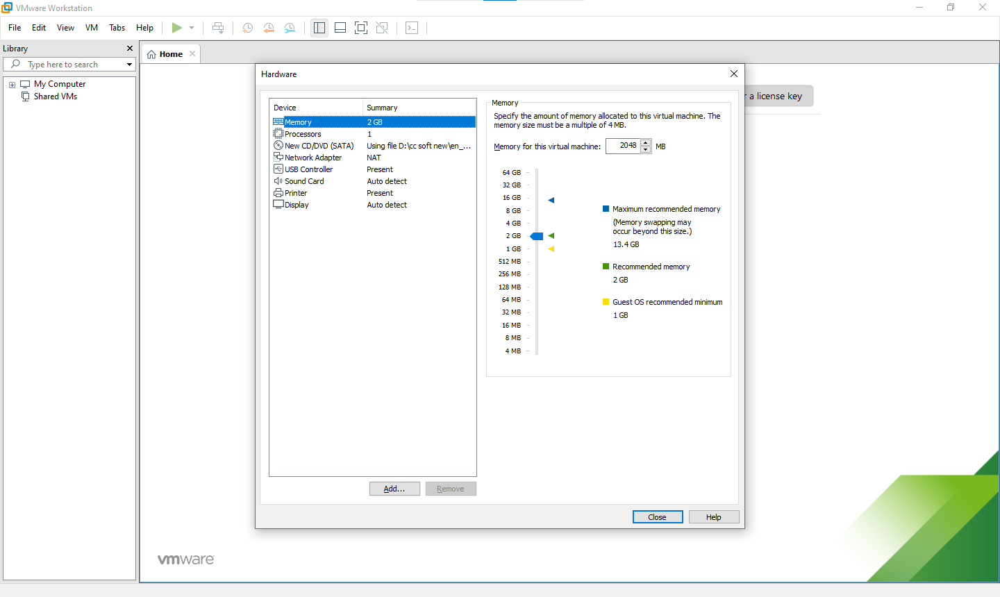 VMware Workstation
File Edit View VM Tabs Help
Library
Type here to search
My Computer
Shared VMs
Home
r a license key
Hardware
Device Summary
Memory 2 GB
Processors 1
New CD/DVD (SATA) Using file D:\cc soft new\en_...
Network Adapter NAT
USB Controller Present
Sound Card Auto detect
Printer Present
Display Auto detect
Add...
Remove
Memory
Specify the amount of memory allocated to this virtual machine. The
memory size must be a multiple of 4 MB.
Memory for this virtual machine: 2048 MB
64 GB
32 GB
16 GB
8 GB
4 GB
2 GB
1 GB
512 MB
256 MB
128 MB
64 MB
32 MB
16 MB
8 MB
4 MB
Maximum recommended memory
(Memory swapping may
occur beyond this size.)
13.4 GB
Recommended memory
2 GB
Guest OS recommended minimum
1 GB
Close
Help
vmware